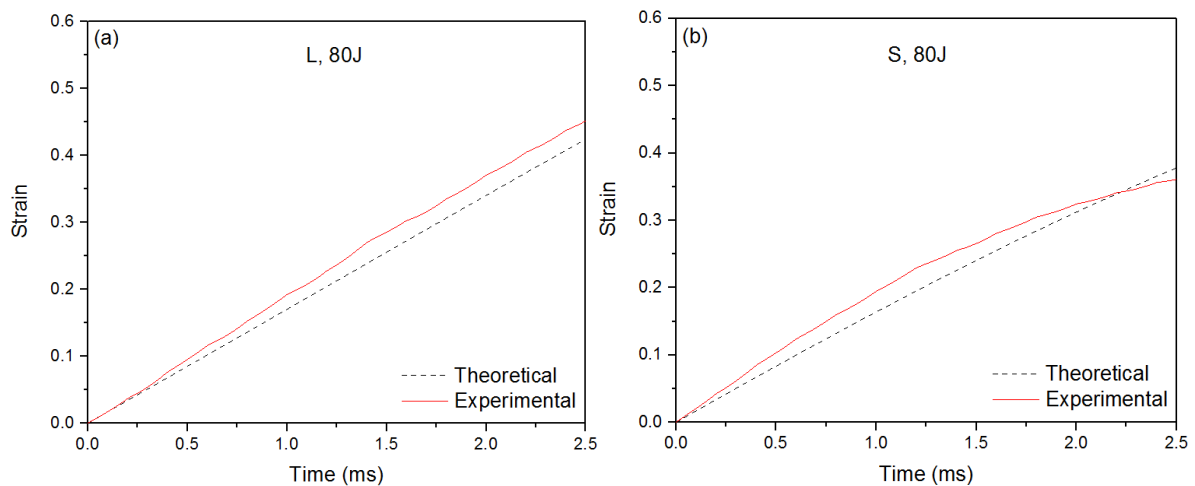 (a)
L, 80J
0.6
0.5
0.4
0.3
0.2
0.1
0.0
Strain
Theoretical
Experimental
0.0 0.5 1.0 1.5 2.0 2.5
Time (ms)
(b)
S, 80J
0.6
0.5
0.4
0.3
0.2
0.1
0.0
Strain
Theoretical
Experimental
0.0 0.5 1.0 1.5 2.0 2.5
Time (ms)